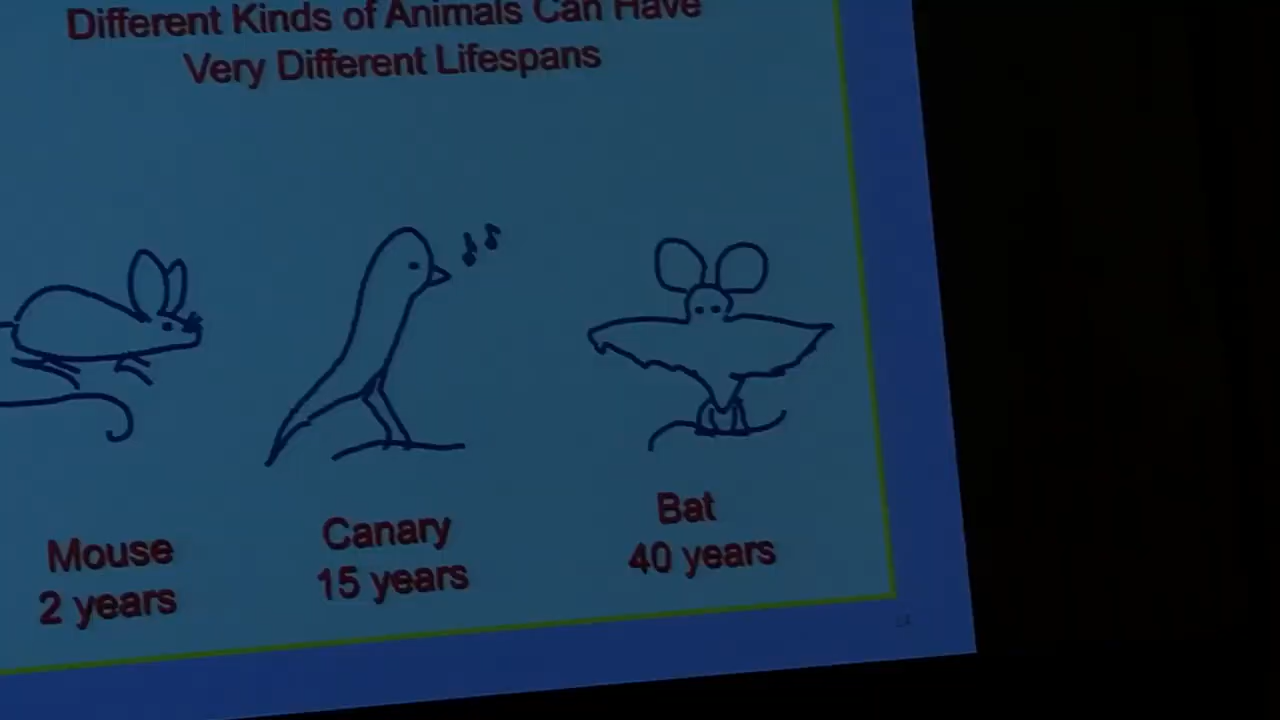 Different Kinds of Animals Can Have
Very Different Lifespans
Mouse
2 years
Canary
15 years
Bat
40 years